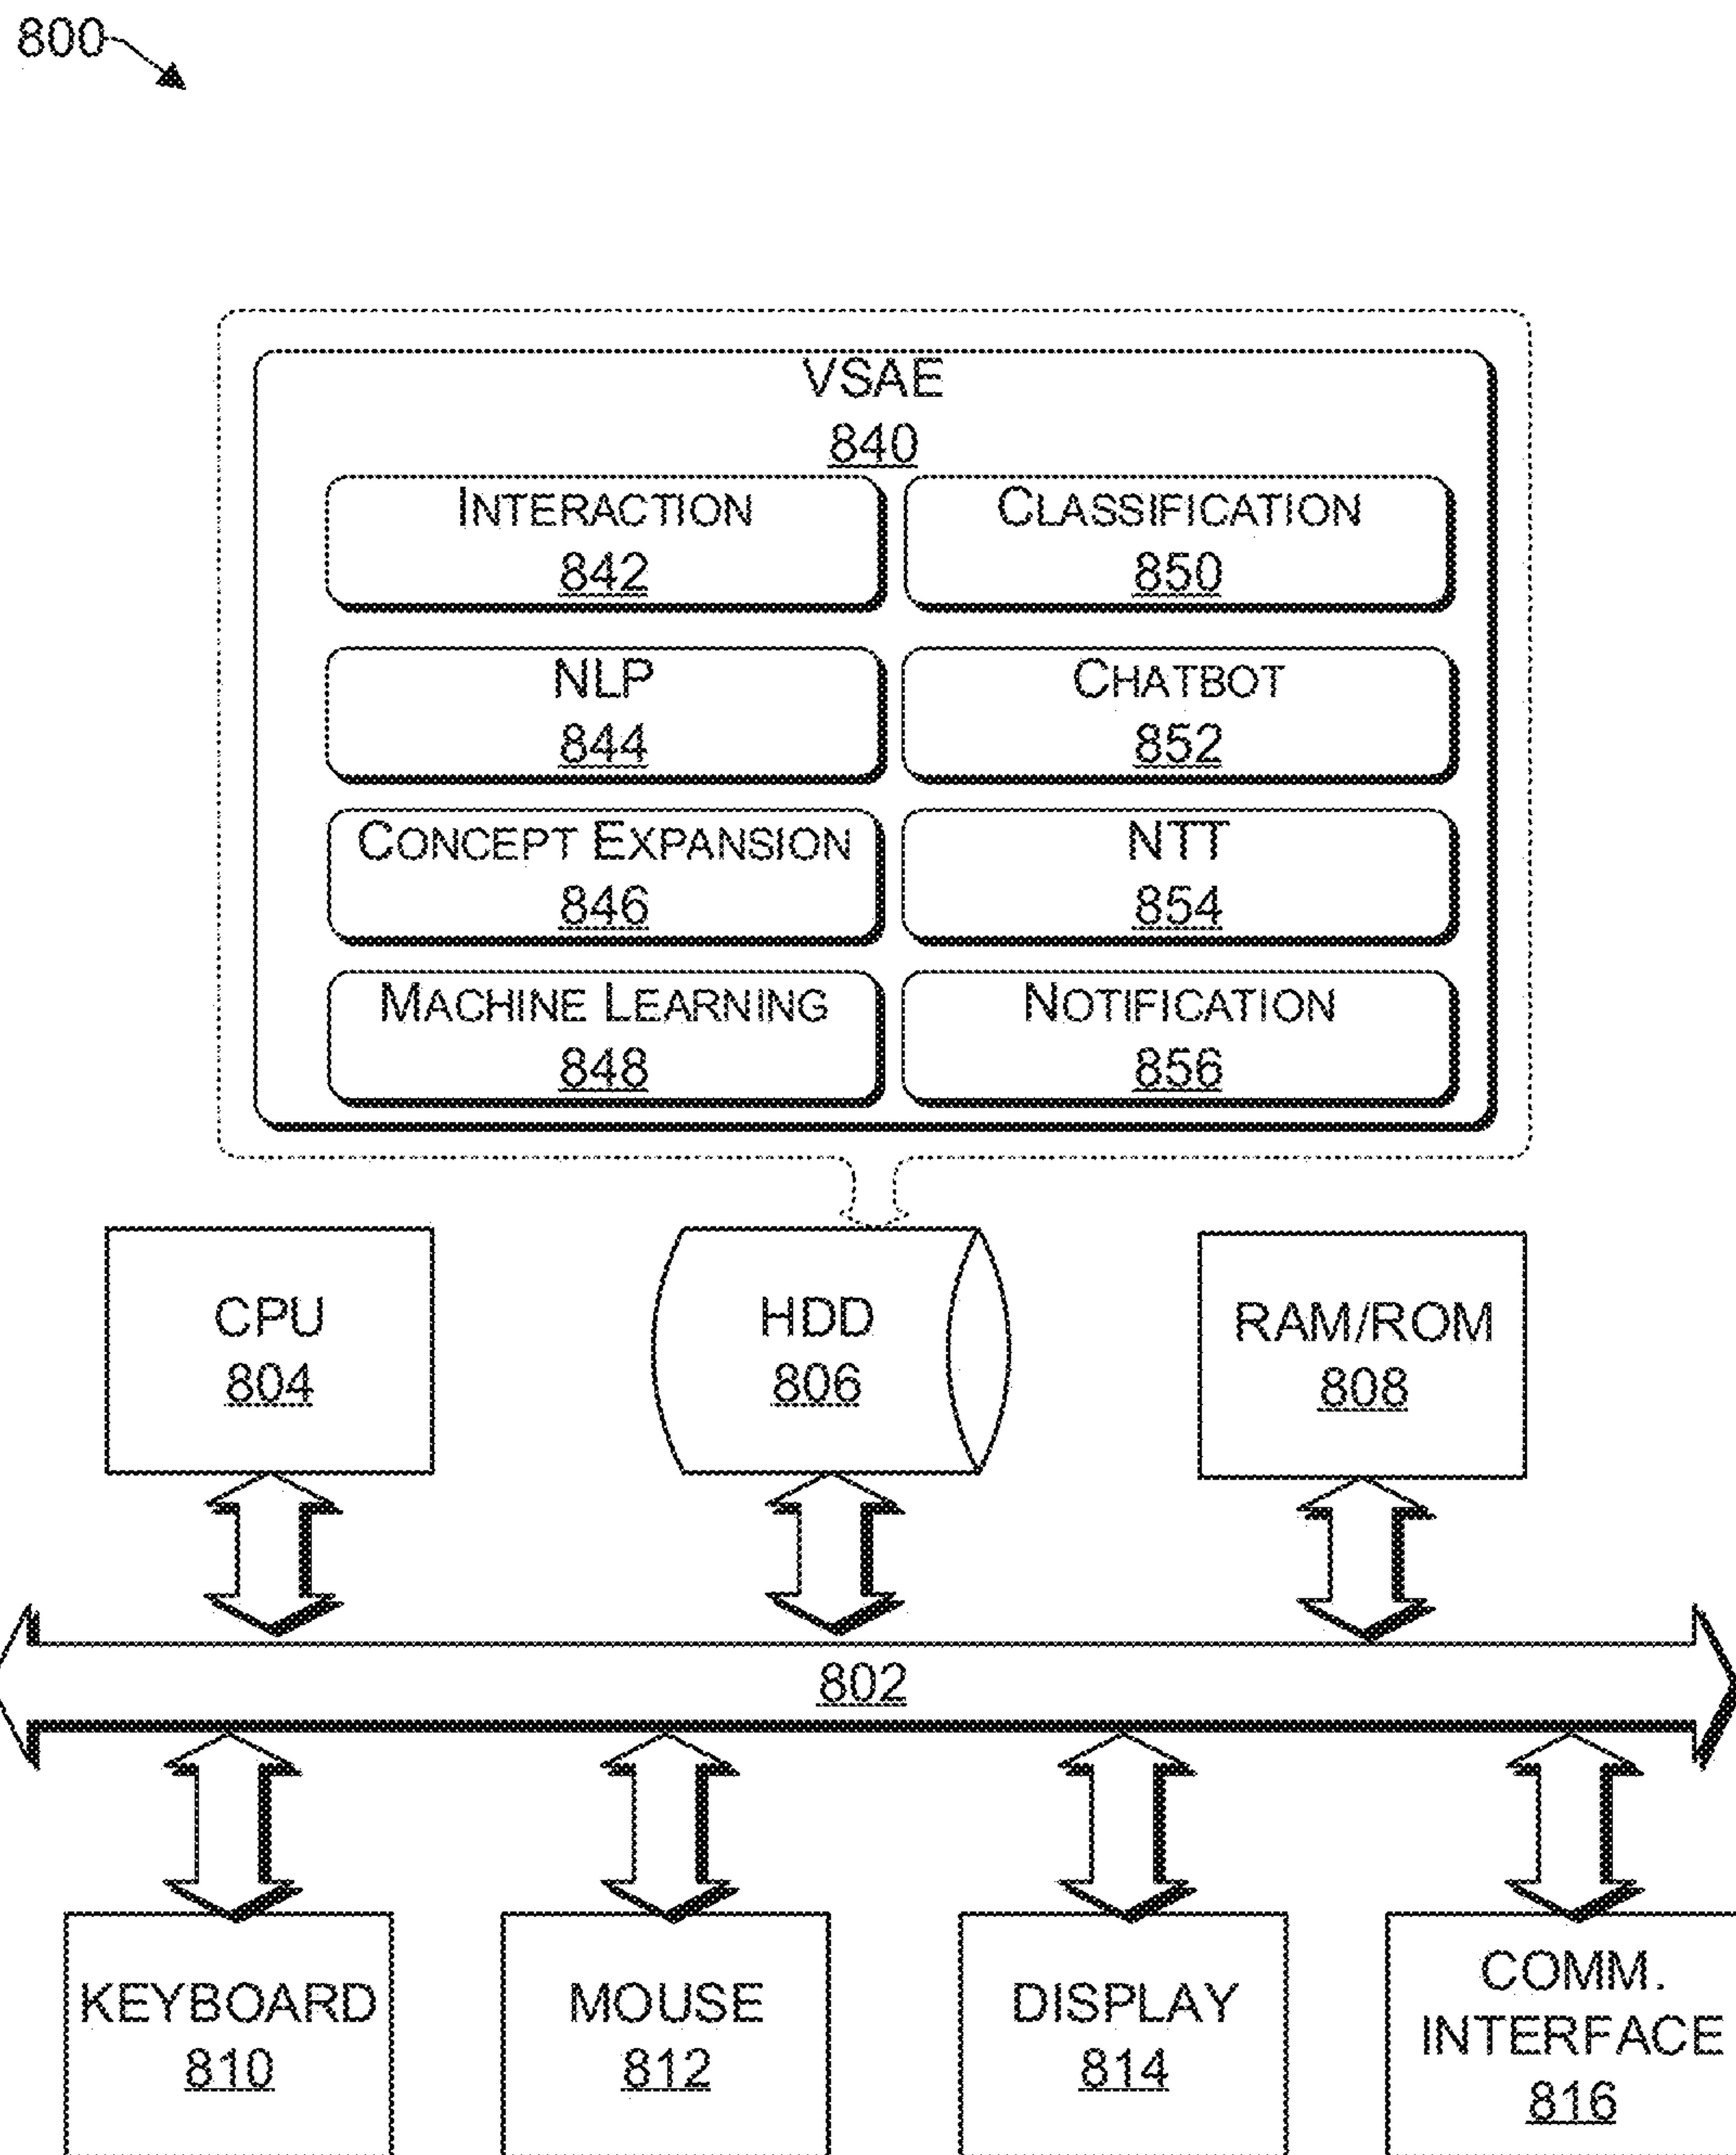 800
VSAE
840
INTERACTION
842
CLASSIFICATION
850
NLP
844
CHATBOT
852
CONCEPT EXPANSION
846
NTT
854
MACHINE LEARNING
848
NOTIFICATION
856
CPU
804
HDD
806
RAM/ROM
808
802
KEYBOARD
810
MOUSE
812
DISPLAY
814
COMM.
INTERFACE
816